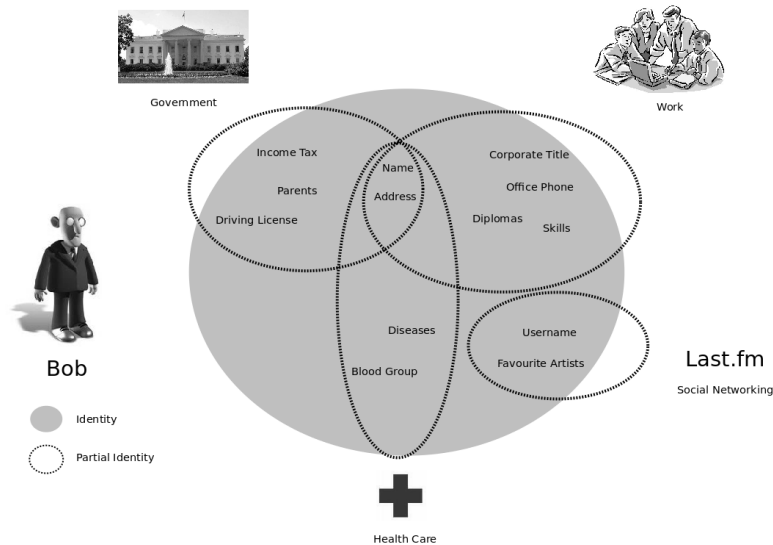 Government
Work
Income Tax
Name
Corporate Title
Parents
Address
Office Phone
Driving License
Diplomas
Skills
Diseases
Username
Blood Group
Favourite Artists
Bob
Last.fm
Social Networking
Identity
Partial Identity
Health Care